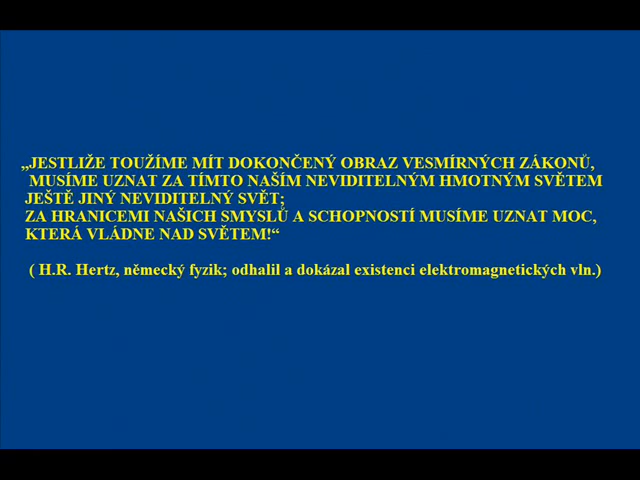 „JESTLIŽE TOUŽÍME MÍT DOKONČENÝ OBRAZ VESMÍRNÝCH ZÁKONŮ,
MUSÍME UZNAT ZA TÍMTO NAŠÍM NEVIDITELNÝM HMOTNÝM SVĚTEM
JEŠTĚ JINÝ NEVIDITELNÝ SVĚT;
ZA HRANICEMI NAŠICH SMYSLŮ A SCHOPNOSTÍ MUSÍME UZNAT MOC,
KTERÁ VLÁDNE NAD SVĚTEM!“
( H.R. Hertz, německý fyzik; odhalil a dokázal existenci elektromagnetických vln.)